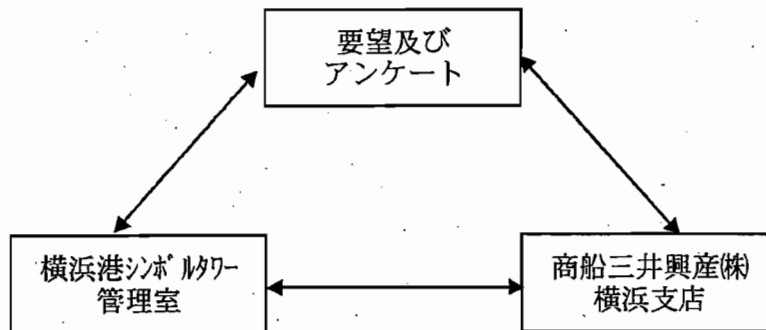 要望及び
アンケート
横浜港シンボルタワー
管理室
商船三井興産㈱
横浜支店